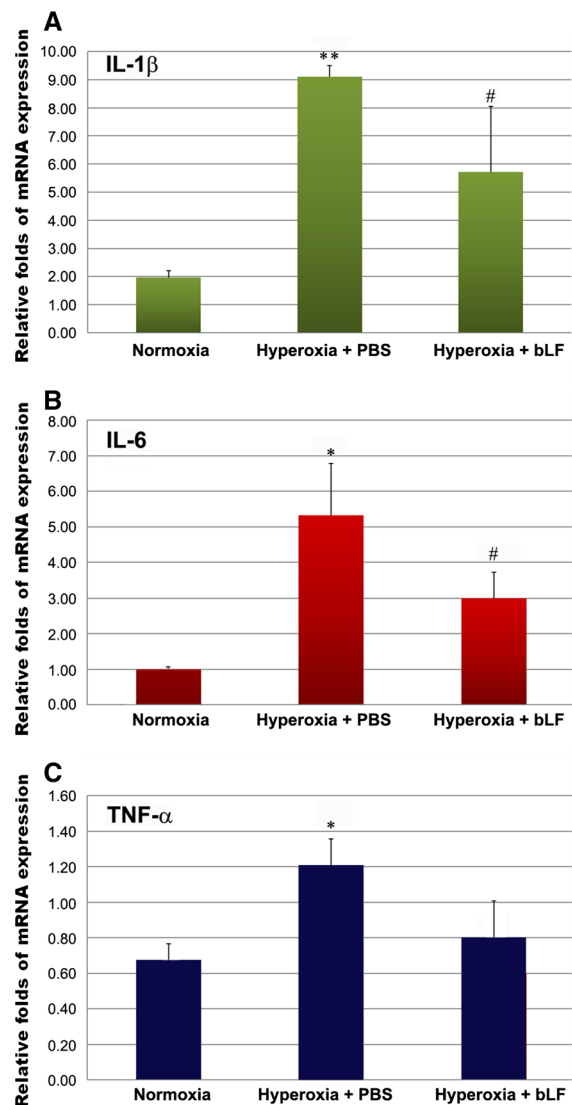 A
Relative folds of mRNA expression
IL-1β
10.00
9.00
8.00
7.00
6.00
5.00
4.00
3.00
2.00
1.00
0.00
**
#
Normoxia
Hyperoxia + PBS
Hyperoxia + bLF
B
Relative folds of mRNA expression
IL-6
8.00
7.00
6.00
5.00
4.00
3.00
2.00
1.00
0.00
*
#
Normoxia
Hyperoxia + PBS
Hyperoxia + bLF
C
Relative folds of mRNA expression
TNF-α
1.60
1.40
1.20
1.00
0.80
0.60
0.40
0.20
0.00
*
Normoxia
Hyperoxia + PBS
Hyperoxia + bLF